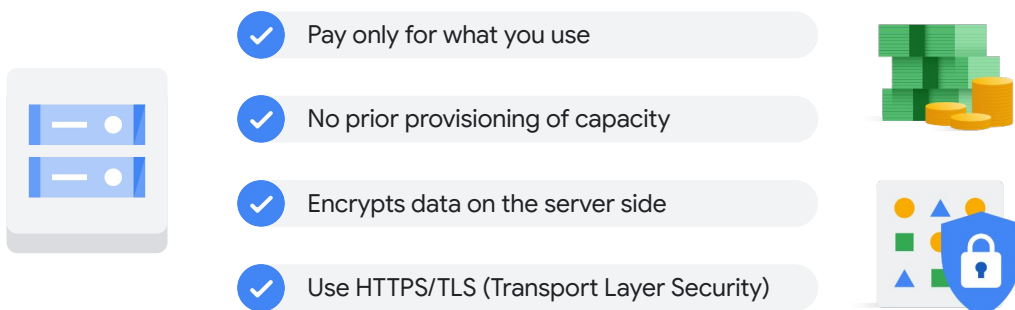 Pay only for what you use
No prior provisioning of capacity
Encrypts data on the server side
Use HTTPS/TLS (Transport Layer Security)